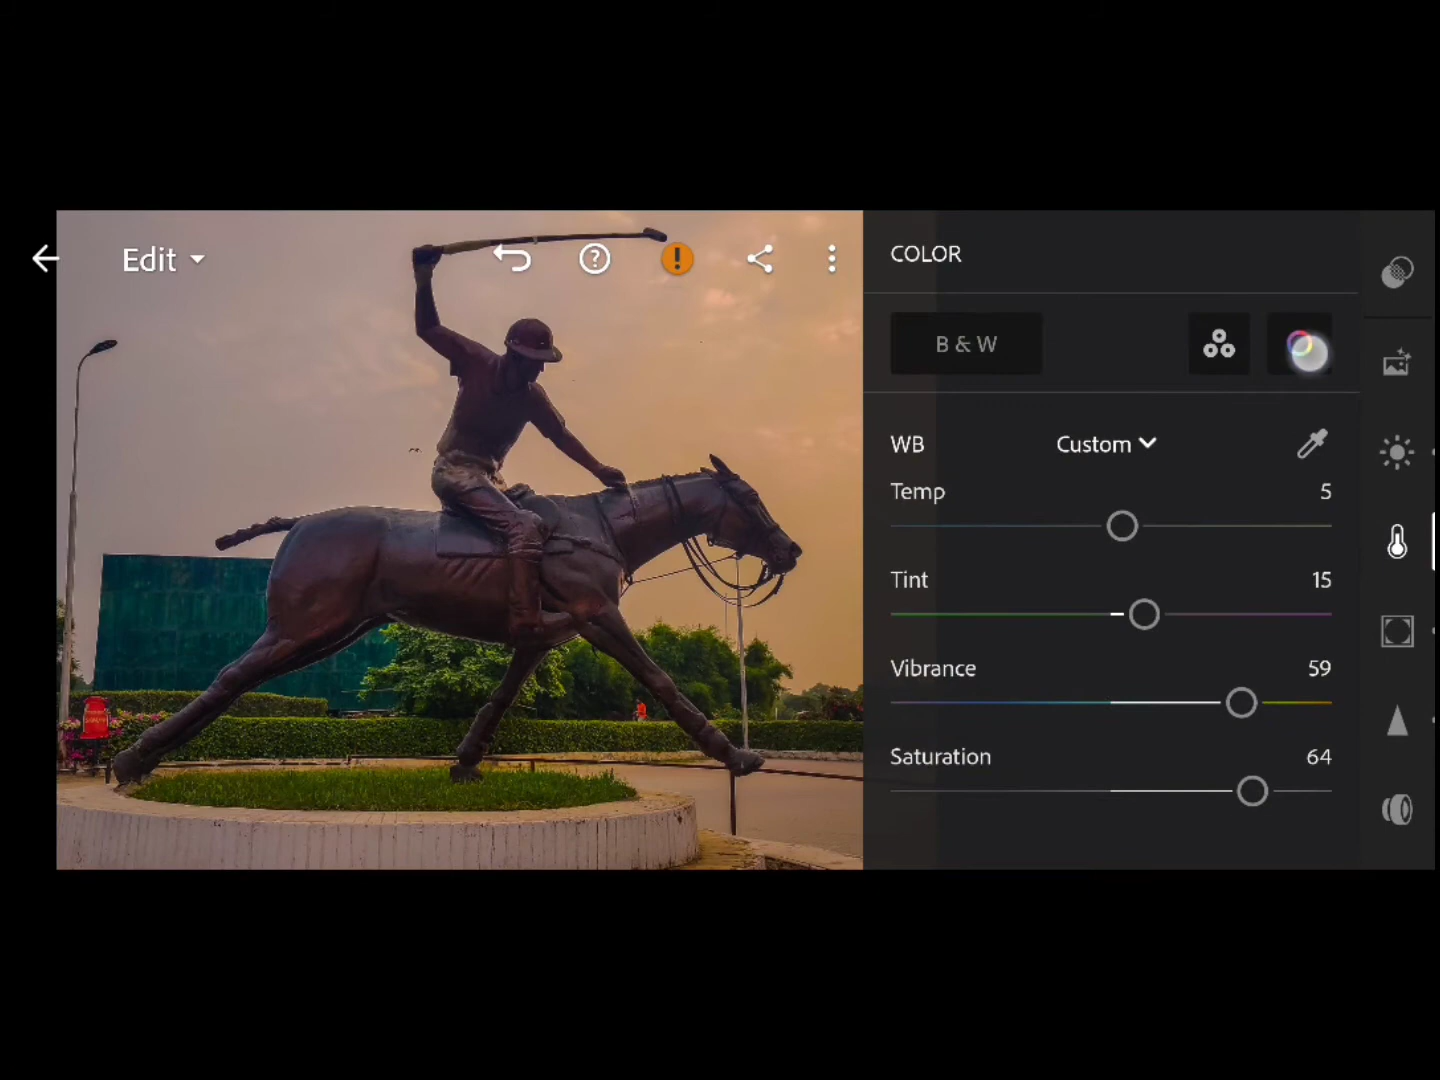 Edit
COLOR
B & W
WB Custom
Temp 5
Tint 15
Vibrance 59
Saturation 64